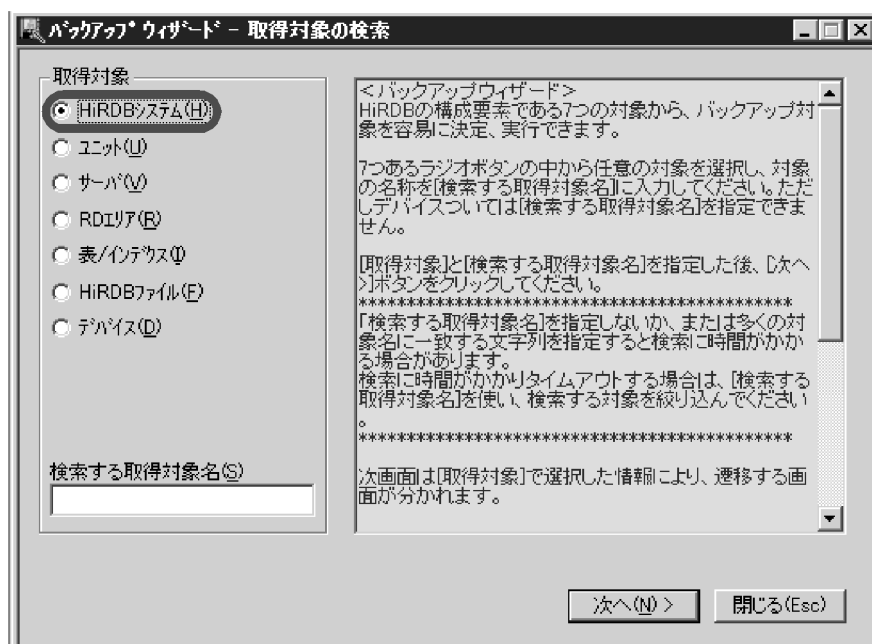 バックアップ ウィザード - 取得対象の検索
取得対象
HiRDBシステム(H)
ユニット(U)
サーバ(V)
RDエリア(R)
表/インデクス(I)
HiRDBファイル(F)
デバイス(D)
検索する取得対象名(S)
<バックアップウィザード>
HiRDBの構成要素である7つの対象から、バックアップ対
象を容易に決定、実行できます。
7つあるラジオボタンの中から任意の対象を選択し、対象
の名称を[検索する取得対象名]に入力してください。ただ
しデバイスついては[検索する取得対象名]を指定できま
せん。
[取得対象]と[検索する取得対象名]を指定した後、[次へ
>]ボタンをクリックしてください。
*********************************************
「検索する取得対象名]を指定しないか、または多くの対
象名に一致する文字列を指定すると検索に時間がかか
る場合があります。
検索に時間がかかりタイムアウトする場合は、[検索する
取得対象名]を使い、検索する対象を絞り込んでください
。
*********************************************
次画面は[取得対象]で選択した情報により、遷移する画
面が分かれます。
次へ(N) >
閉じる(Esc)